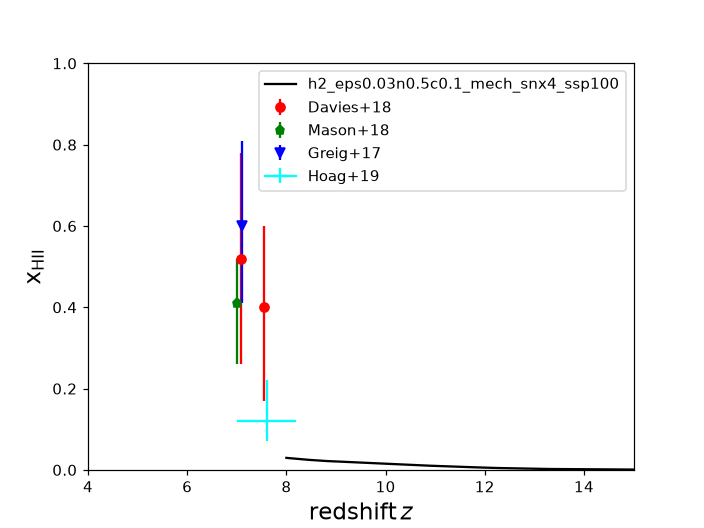 h2_eps0.03n0.5c0.1_mech_snx4_ssp100
Davies+18
Mason+18
Greig+17
Hoag+19
1.0
0.8
0.6
0.4
0.2
0.0
xHII
4 6 8 10 12 14
redshift z